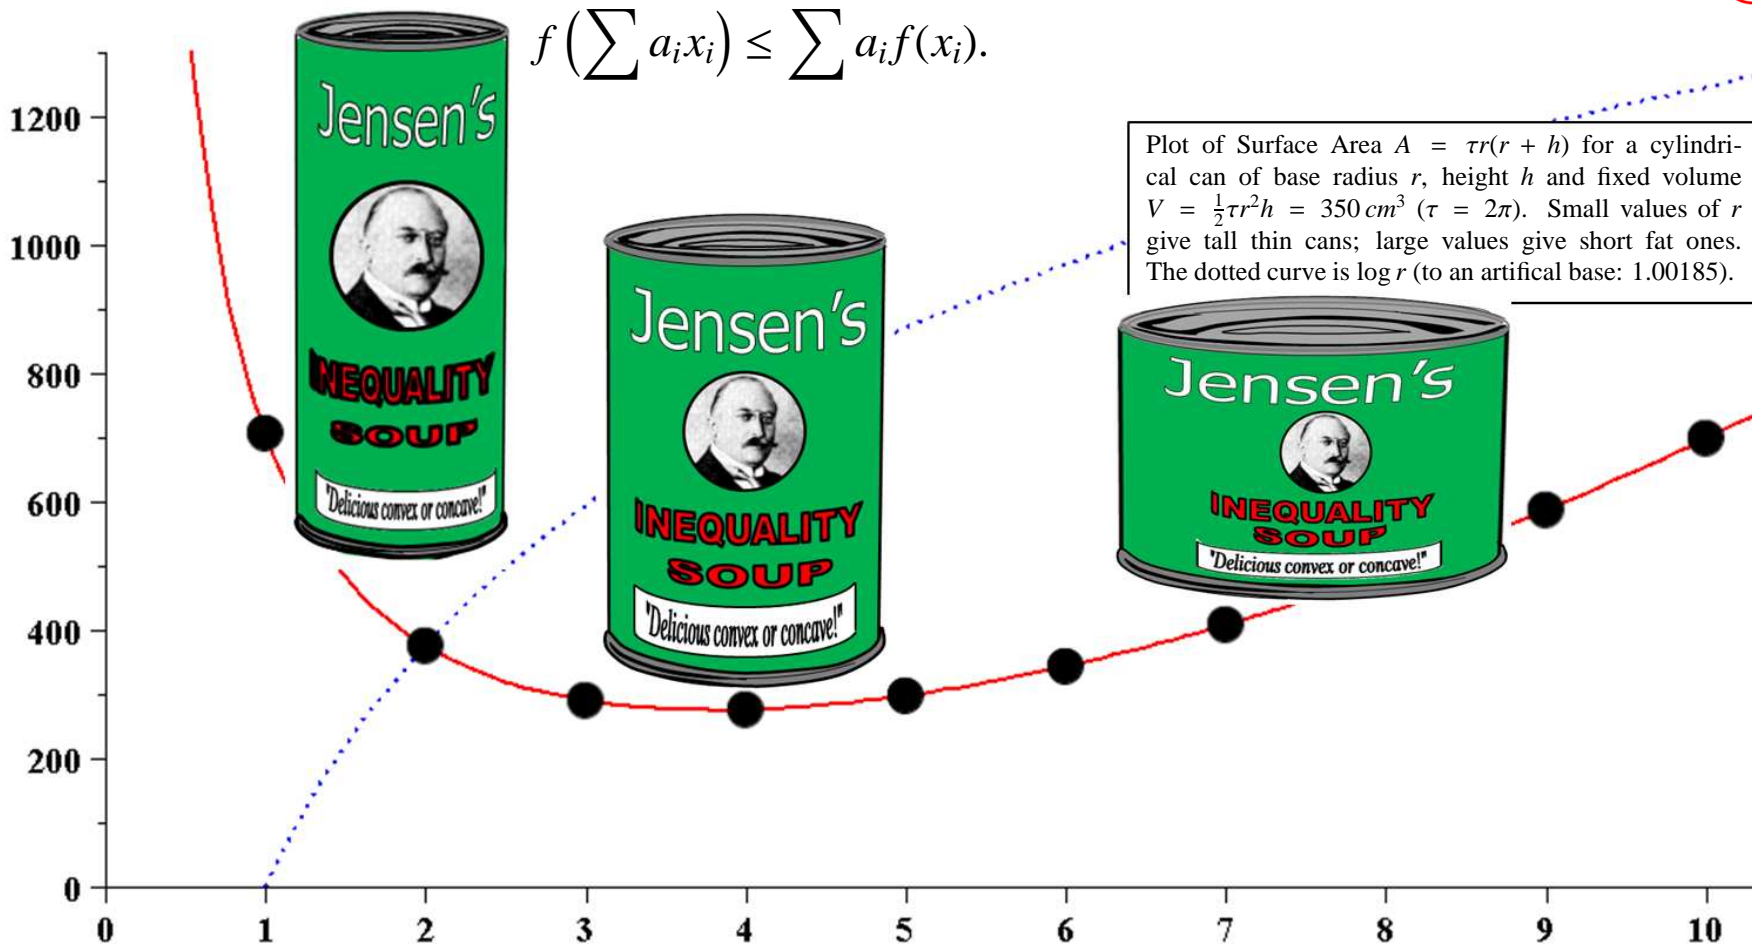 f(∑ a_i x_i) ≤ ∑ a_i f(x_i).
Plot of Surface Area A = τr(r + h) for a cylindri-
cal can of base radius r, height h and fixed volume
V = ½τr²h = 350 cm³ (τ = 2π). Small values of r
give tall thin cans; large values give short fat ones.
The dotted curve is log r (to an artifical base: 1.00185).
Jensen's
INEQUALITY
SOUP
"Delicious convex or concave!"
Jensen's
INEQUALITY
SOUP
"Delicious convex or concave!"
Jensen's
INEQUALITY
SOUP
"Delicious convex or concave!"
1200
1000
800
600
400
200
0
0 1 2 3 4 5 6 7 8 9 10